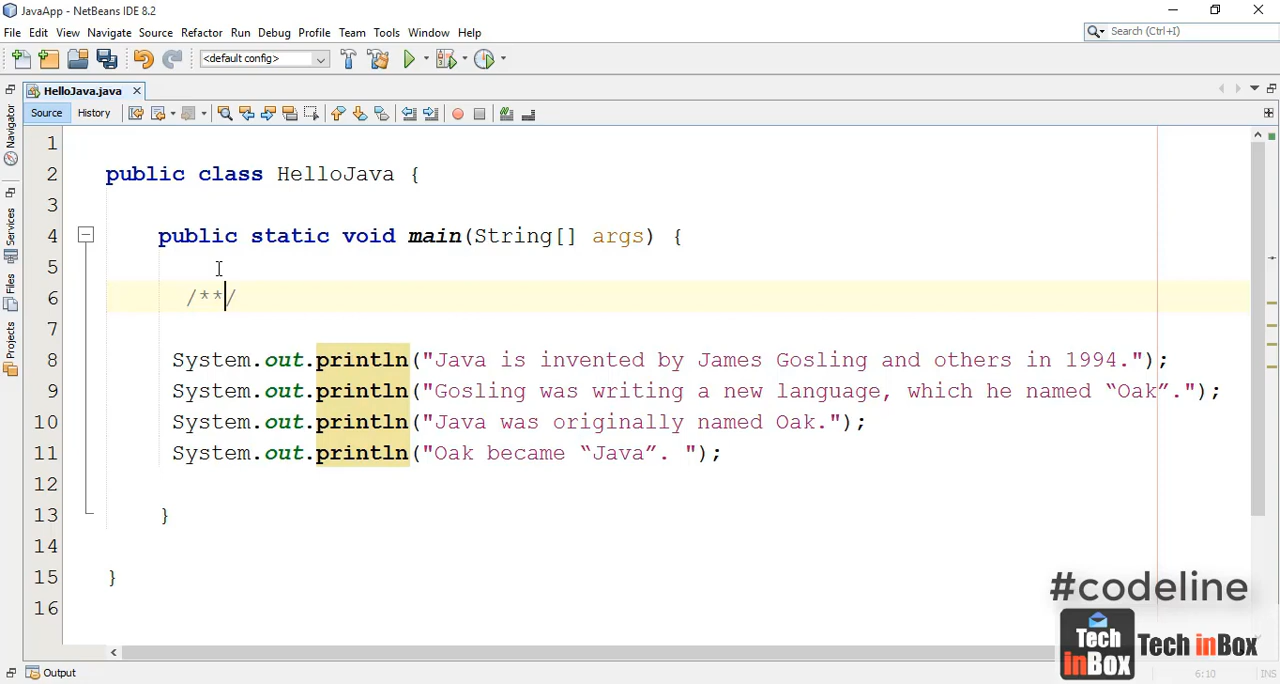 JavaApp - NetBeans IDE 8.2
File Edit View Navigate Source Refactor Run Debug Profile Team Tools Window Help
Search (Ctrl+I)
<default config>
HelloJava.java
Source History
Navigator
Services
Files
Projects
1
2 public class HelloJava {
3
4 public static void main(String[] args) {
5
6 /**/
7
8 System.out.println("Java is invented by James Gosling and others in 1994.");
9 System.out.println("Gosling was writing a new language, which he named “Oak”.");
10 System.out.println("Java was originally named Oak.");
11 System.out.println("Oak became “Java”. ");
12
13 }
14
15 }
16
#codeline
Tech inBox
Tech inBox
Output
6:10 INS